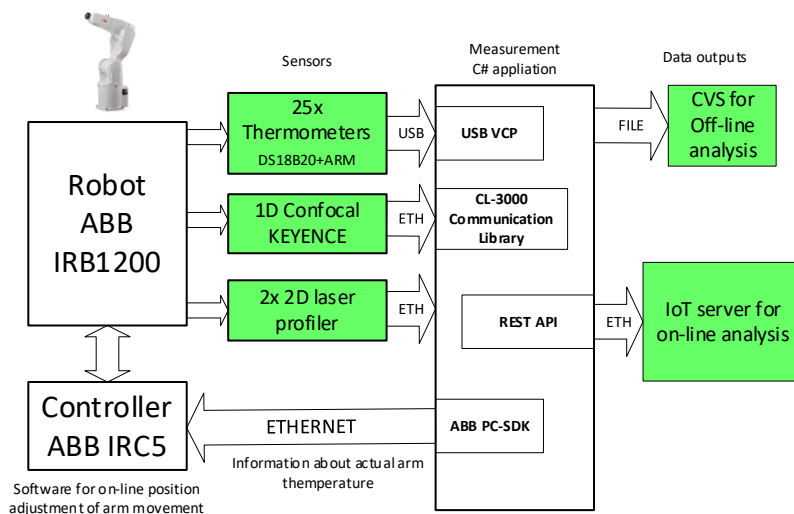 Sensors
Measurement
C# appliation
Data outputs
Robot
ABB
IRB1200
25x
Thermometers
DS18B20+ARM
USB
USB VCP
FILE
CVS for
Off-line
analysis
1D Confocal
KEYENCE
ETH
CL-3000
Communication
Library
2x 2D laser
profiler
ETH
REST API
ETH
IoT server for
on-line analysis
Controller
ABB IRC5
ETHERNET
ABB PC-SDK
Information about actual arm
themperature
Software for on-line position
adjustment of arm movement